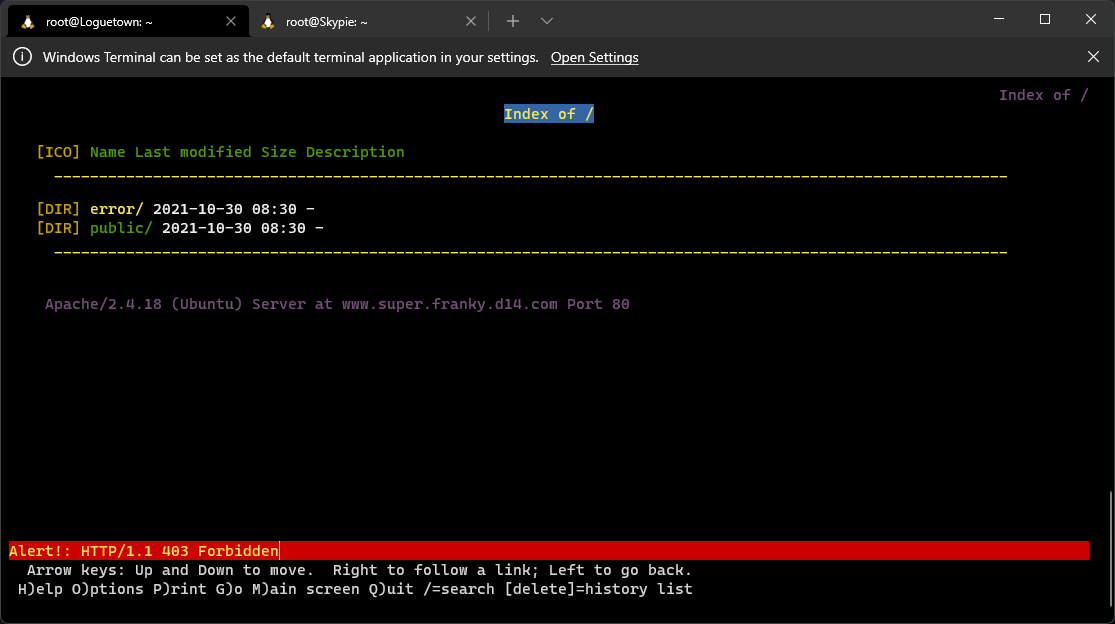 root@Loguetown: ~
root@Skypie: ~
Windows Terminal can be set as the default terminal application in your settings. Open Settings
Index of /
Index of /
[ICO] Name Last modified Size Description
[DIR] error/ 2021-10-30 08:30 -
[DIR] public/ 2021-10-30 08:30 -
Apache/2.4.18 (Ubuntu) Server at www.super.franky.d14.com Port 80
Alert!: HTTP/1.1 403 Forbidden
Arrow keys: Up and Down to move. Right to follow a link; Left to go back.
H)elp O)ptions P)rint G)o M)ain screen Q)uit /=search [delete]=history list